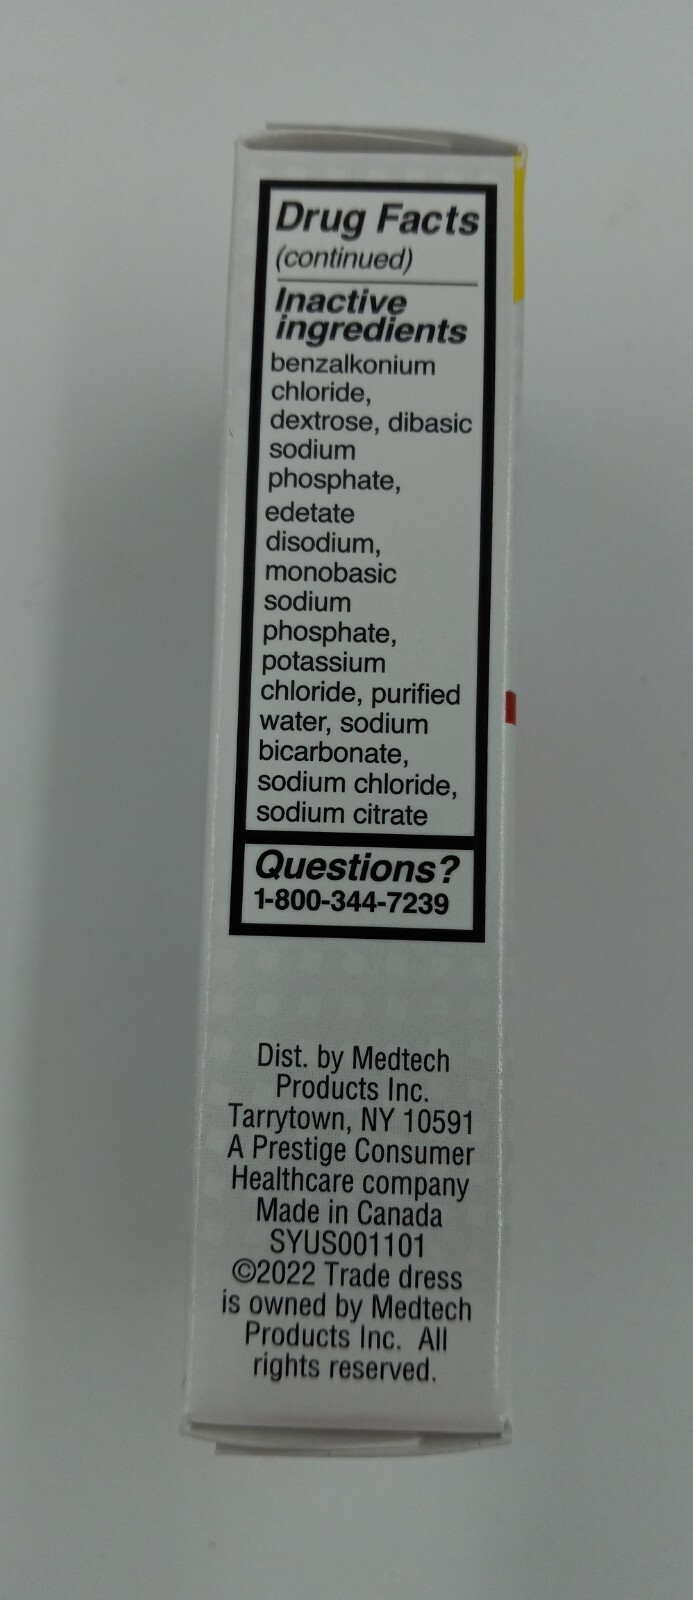 Drug Facts
(continued)
Inactive
ingredients
benzalkonium
chloride,
dextrose, dibasic
sodium
phosphate,
edetate
disodium,
monobasic
sodium
phosphate,
potassium
chloride, purified
water, sodium
bicarbonate,
sodium chloride,
sodium citrate
Questions?
1-800-344-7239
Dist. by Medtech
Products Inc.
Tarrytown, NY 10591
A Prestige Consumer
Healthcare company
Made in Canada
SYUS001101
©2022 Trade dress
is owned by Medtech
Products Inc. All
rights reserved.